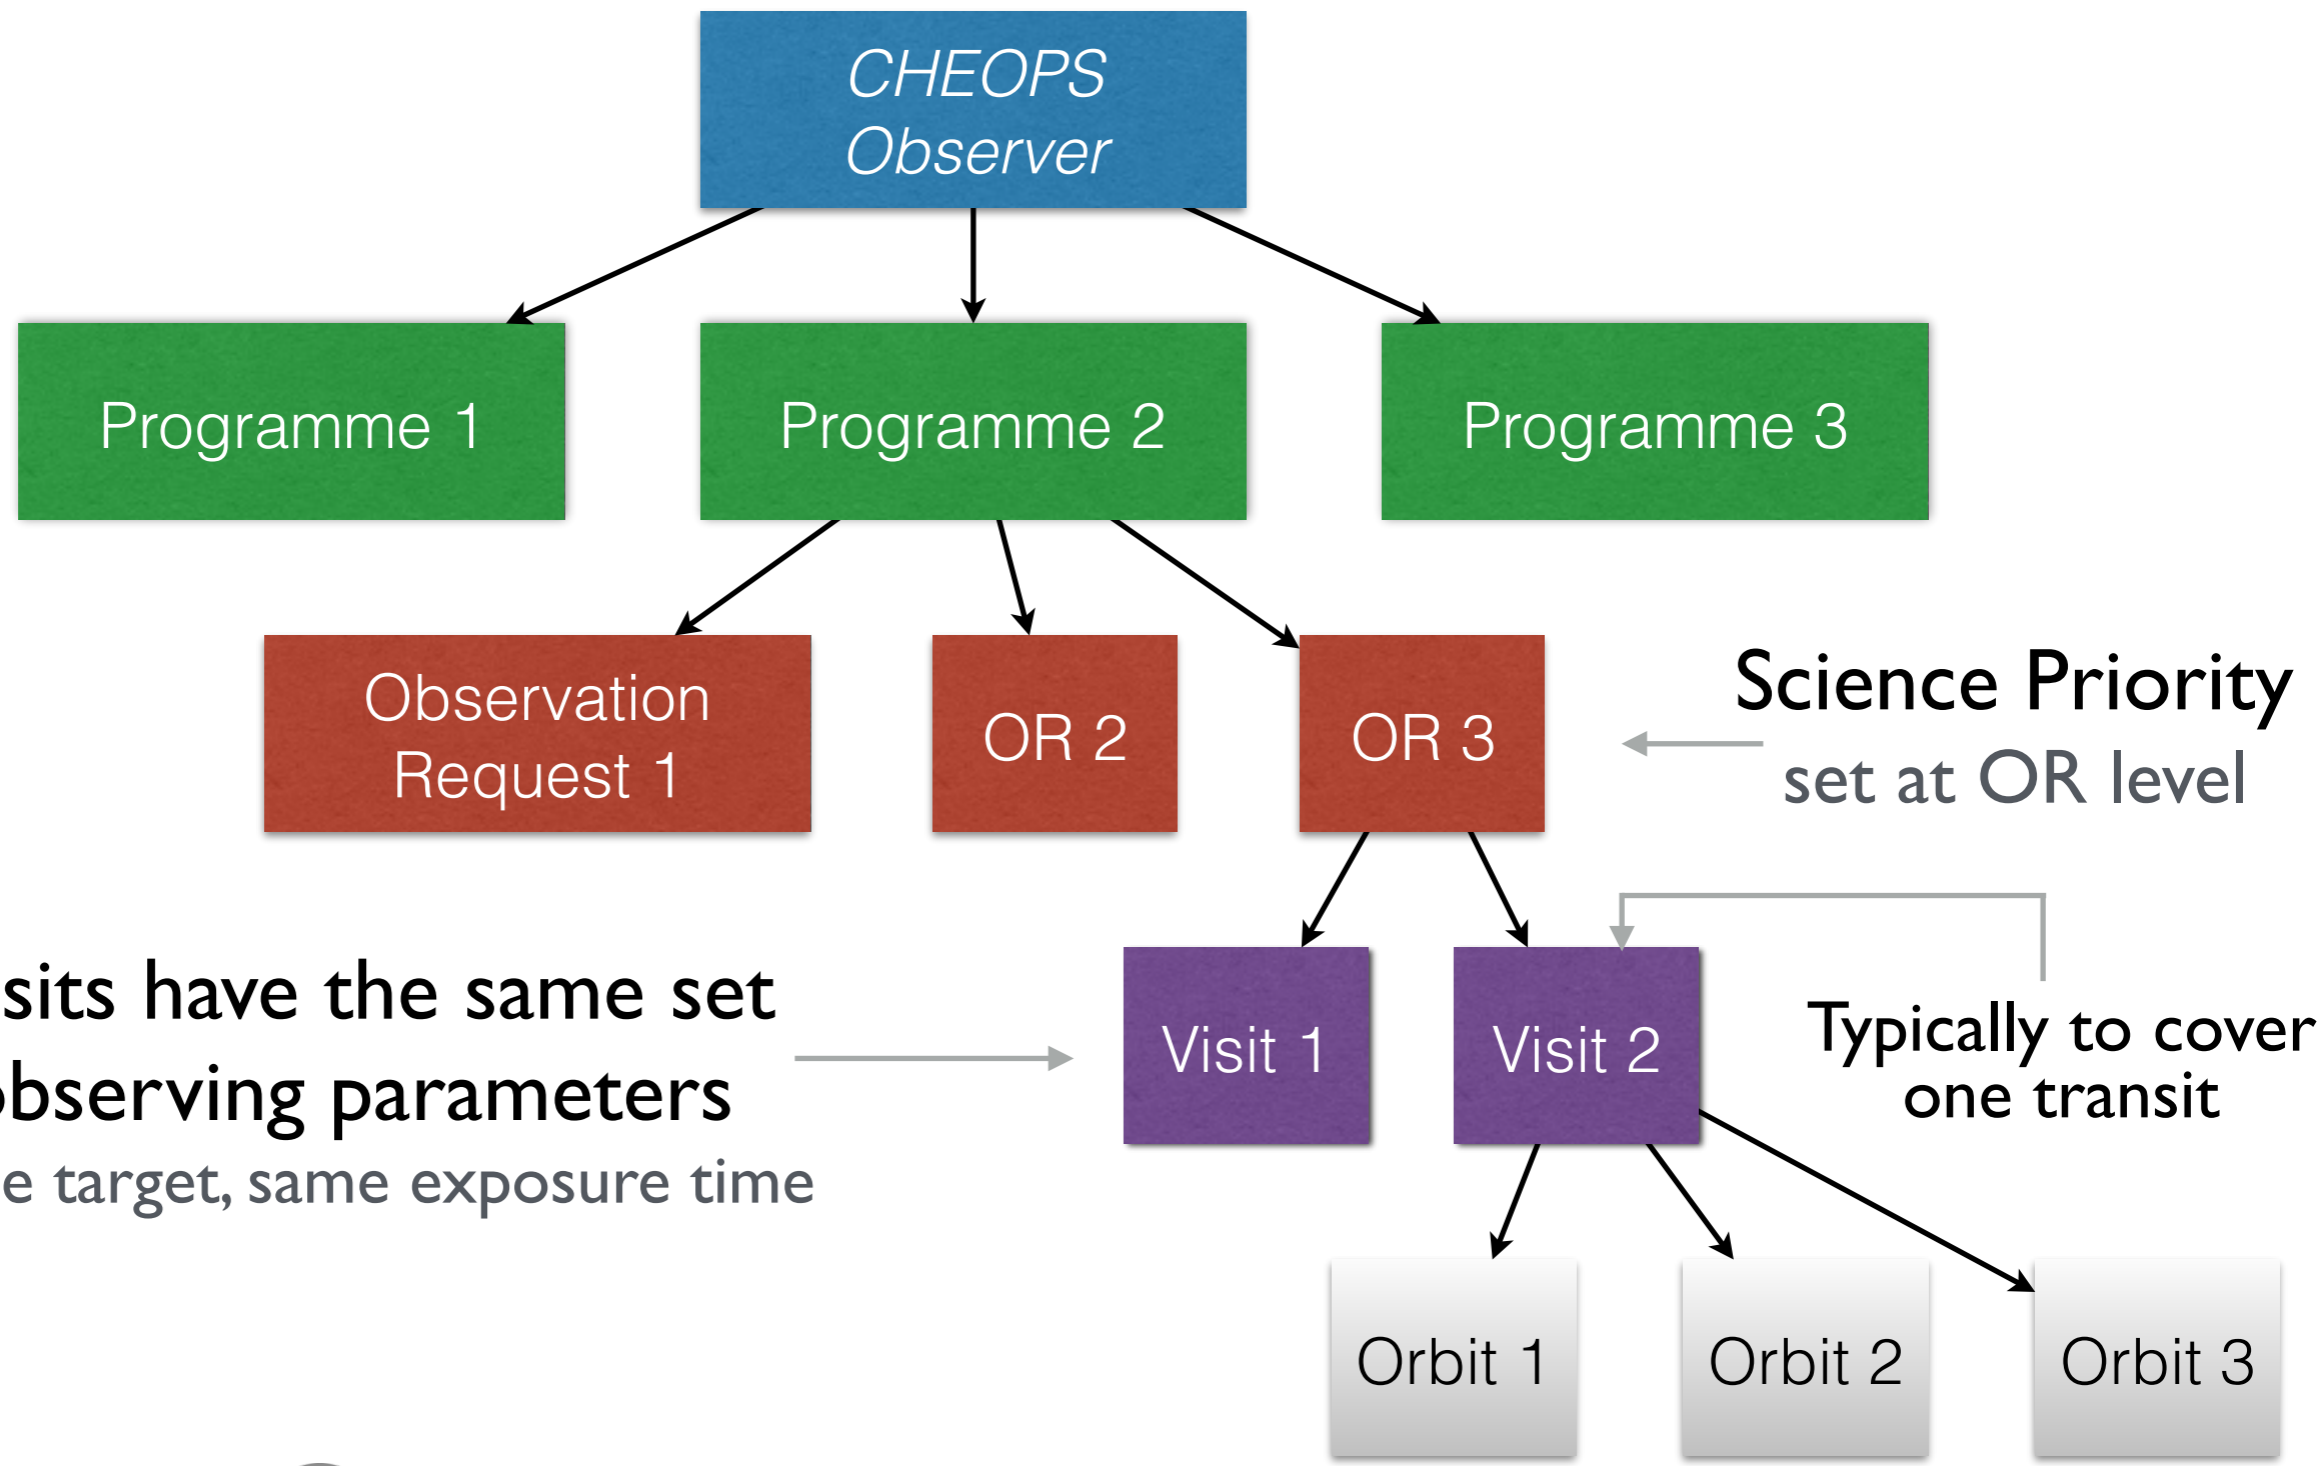 CHEOPS
Observer
Programme 1
Programme 2
Programme 3
Observation
Request 1
OR 2
OR 3
Science Priority
set at OR level
sits have the same set
observing parameters
e target, same exposure time
Visit 1
Visit 2
Typically to cover
one transit
Orbit 1
Orbit 2
Orbit 3